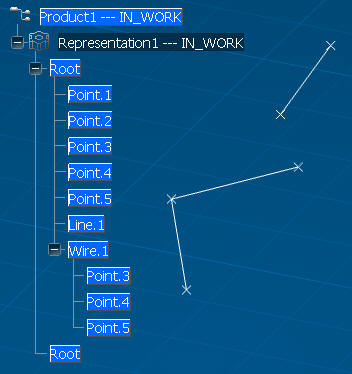 Product1 --- IN_WORK
Representation1 --- IN_WORK
Root
Point.1
Point.2
Point.3
Point.4
Point.5
Line.1
Wire.1
Point.3
Point.4
Point.5
Root